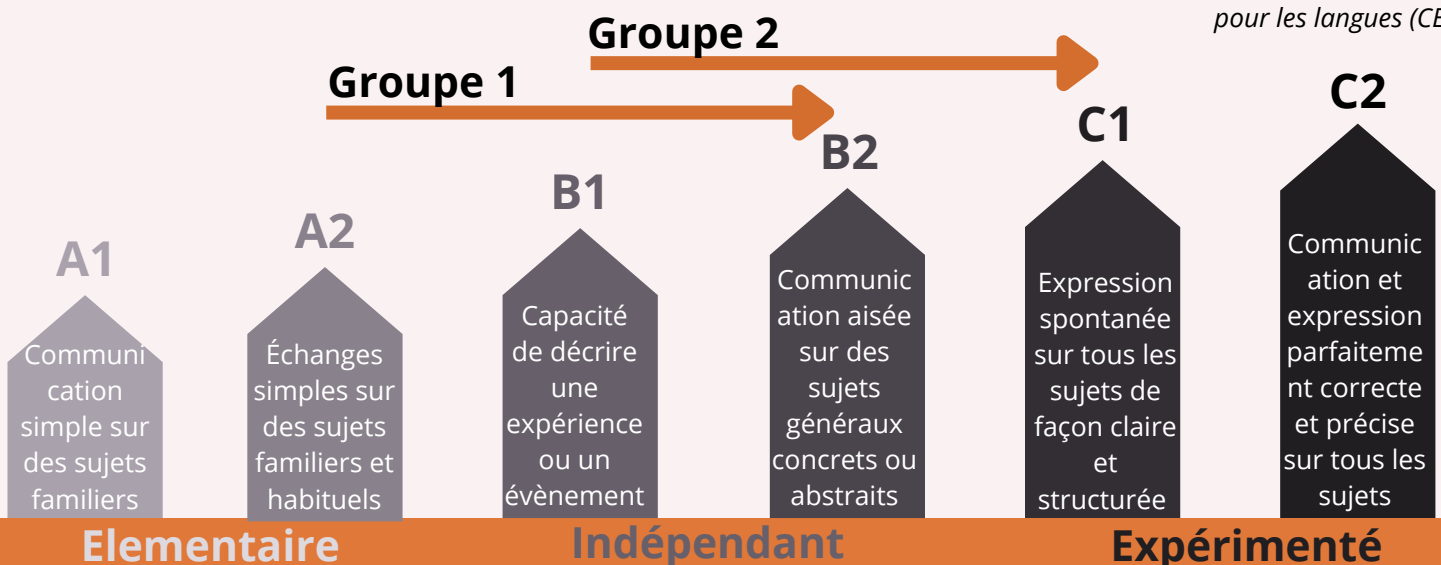 pour les langues (CE
Groupe 2
Groupe 1
A1
Communi
cation
simple sur
des sujets
familiers
A2
Échanges
simples sur
des sujets
familiers et
habituels
B1
Capacité
de décrire
une
expérience
ou un
évènement
B2
Communic
ation aisée
sur des
sujets
généraux
concrets ou
abstraits
C1
Expression
spontanée
sur tous les
sujets de
façon claire
et
structurée
C2
Communic
ation et
expression
parfaiteme
nt correcte
et précise
sur tous les
sujets
Elementaire
Indépendant
Expérimenté